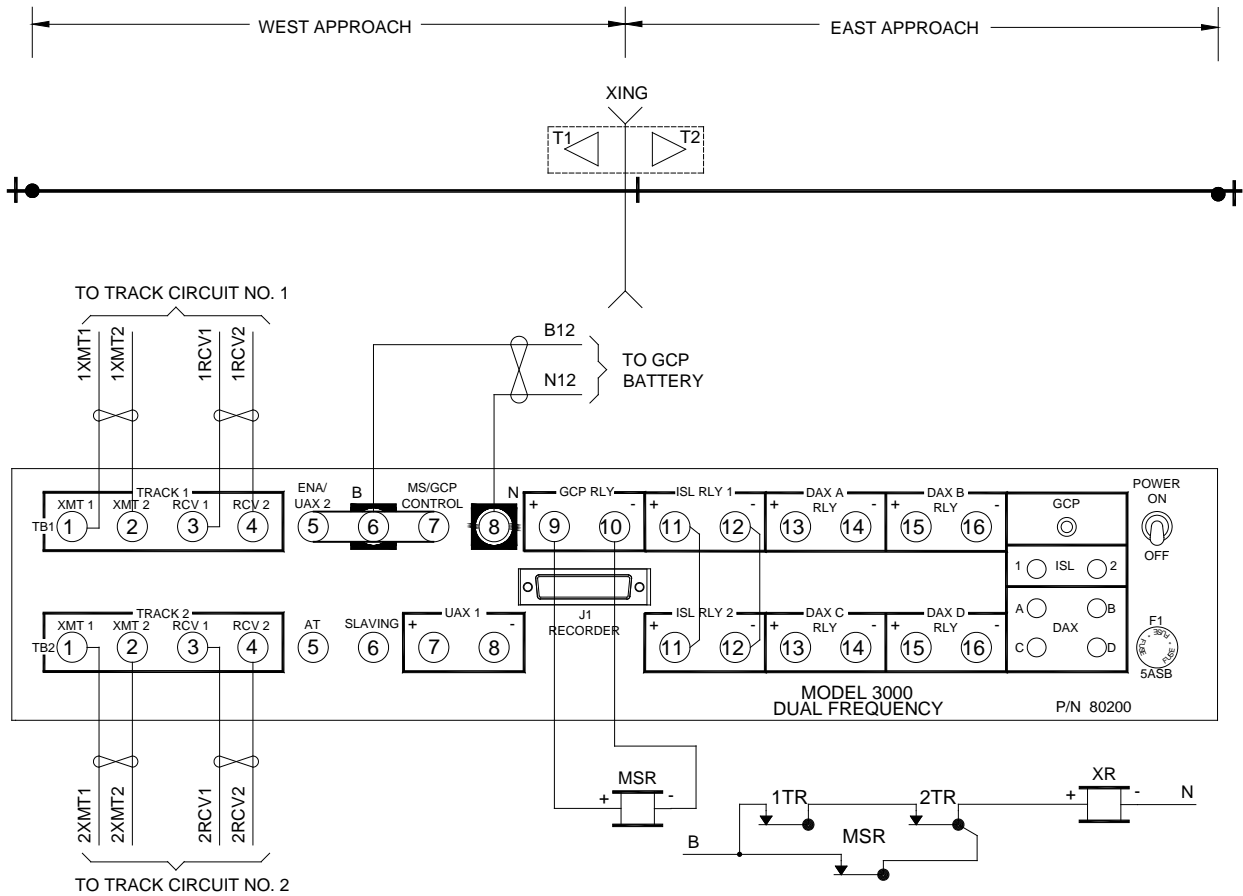 WEST APPROACH
EAST APPROACH
XING
T1
T2
TO TRACK CIRCUIT NO. 1
1XMT1
1XMT2
1RCV1
1RCV2
B12
N12
TO GCP
BATTERY
TRACK 1
XMT 1
XMT 2
RCV 1
RCV 2
TB1
1
2
3
4
ENA/
UAX 2
5
B
6
MS/GCP
CONTROL
7
N
8
GCP RLY
+
-
9
10
ISL RLY 1
+
-
11
12
DAX A
RLY
+
-
13
14
DAX B
RLY
+
-
15
16
GCP
POWER
ON
OFF
1
ISL
2
A
B
DAX
C
D
F1
FUSE
FUSE
FUSE
5ASB
J1
RECORDER
TRACK 2
XMT 1
XMT 2
RCV 1
RCV 2
TB2
1
2
3
4
AT
5
SLAVING
6
UAX 1
+
-
7
8
ISL RLY 2
+
-
11
12
DAX C
RLY
+
-
13
14
DAX D
RLY
+
-
15
16
MODEL 3000
DUAL FREQUENCY
P/N 80200
2XMT1
2XMT2
2RCV1
2RCV2
TO TRACK CIRCUIT NO. 2
MSR
+
-
B
1TR
2TR
MSR
XR
+
-
N